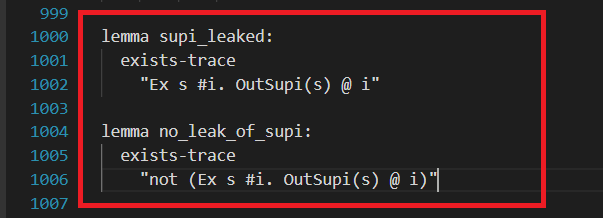 999
1000 lemma supi_leaked:
1001 exists-trace
1002 "Ex s #i. OutSupi(s) @ i"
1003
1004 lemma no_leak_of_supi:
1005 exists-trace
1006 "not (Ex s #i. OutSupi(s) @ i)"
1007